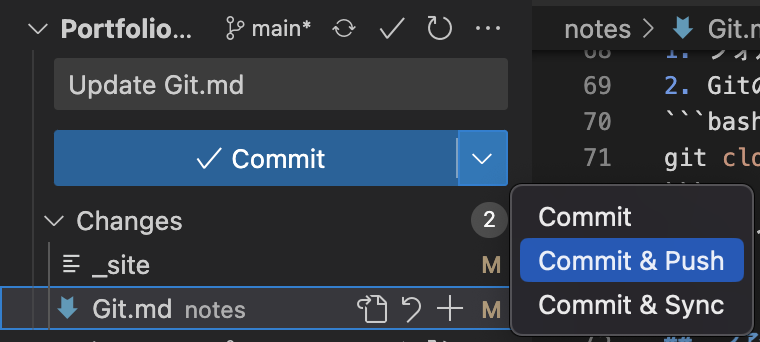 Portfolio... main*
Update Git.md
Commit
Changes 2
_site M
Git.md notes M
notes > Git.
68 1. フォ
69 2. Gitの
70 ```bash
71 git clo
Commit
Commit & Push
Commit & Sync